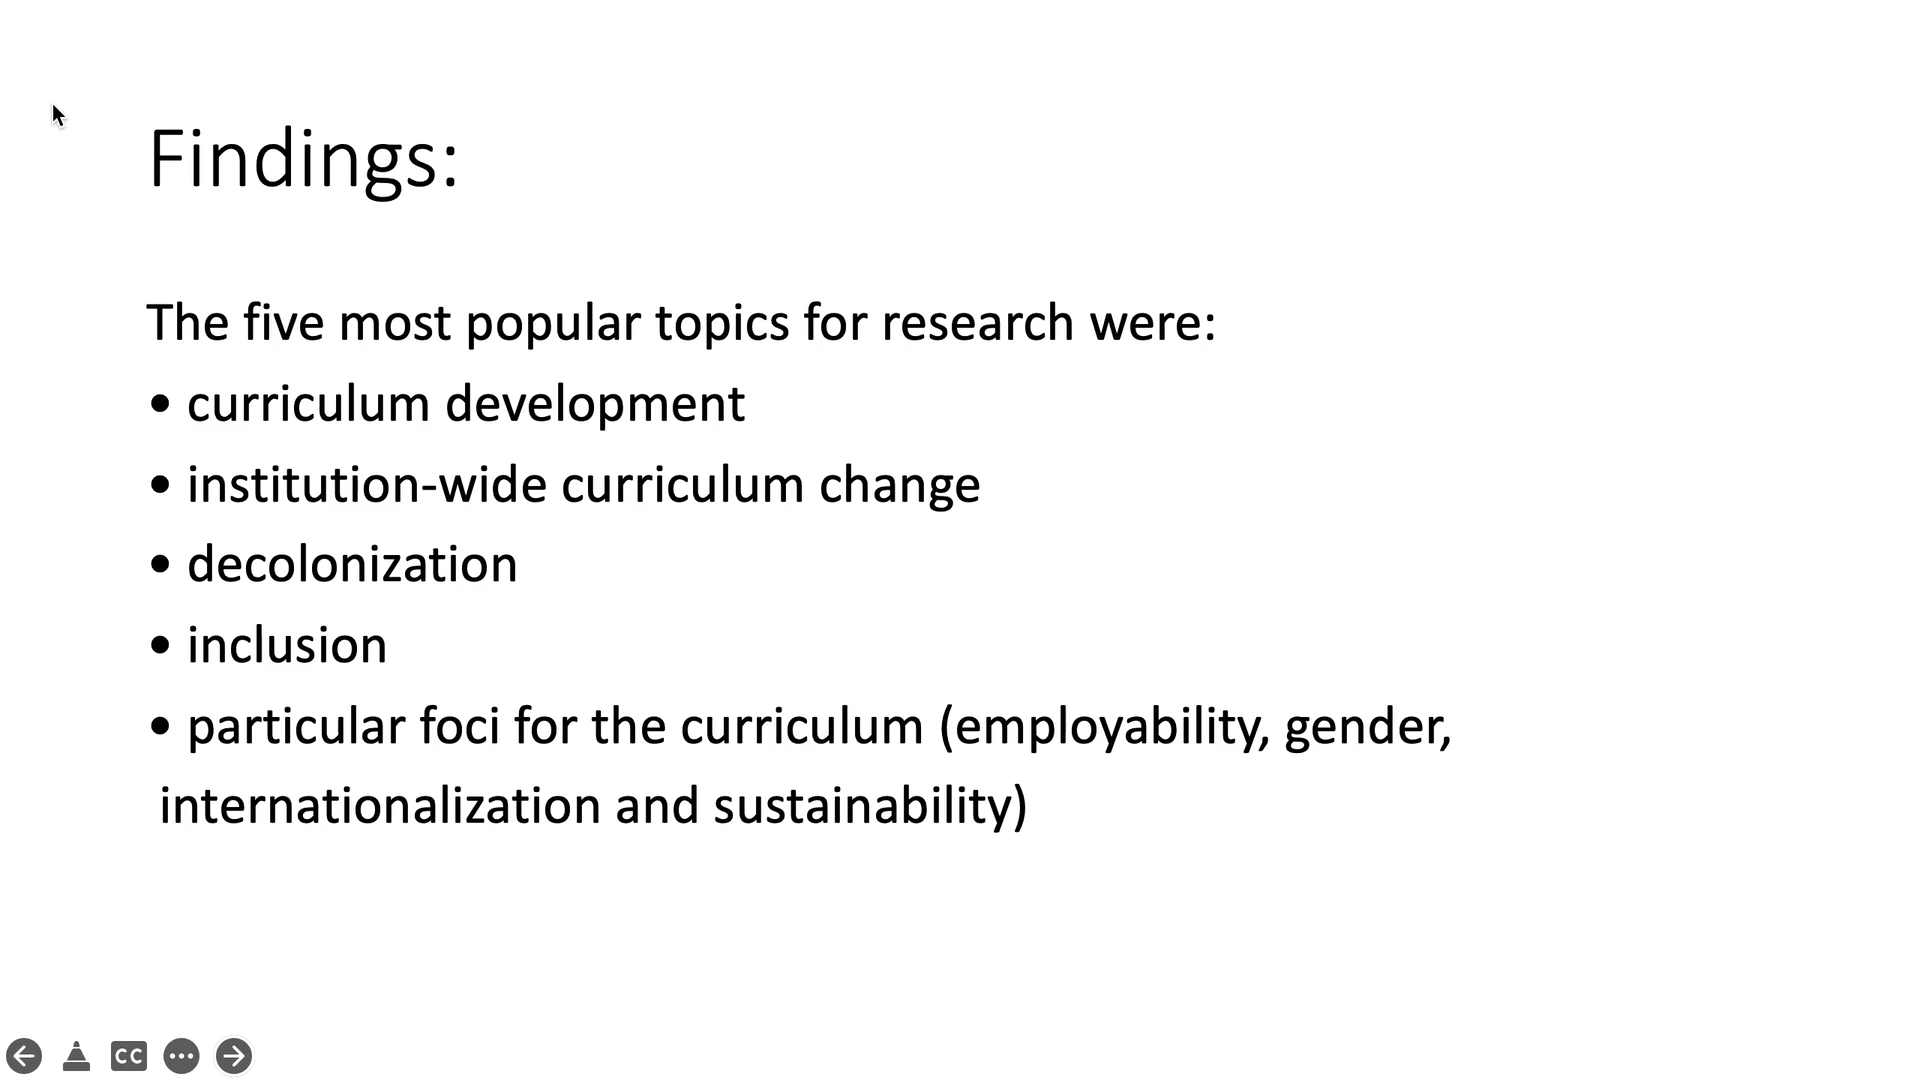 Findings:
The five most popular topics for research were:
• curriculum development
• institution-wide curriculum change
• decolonization
• inclusion
• particular foci for the curriculum (employability, gender,
internationalization and sustainability)
CC